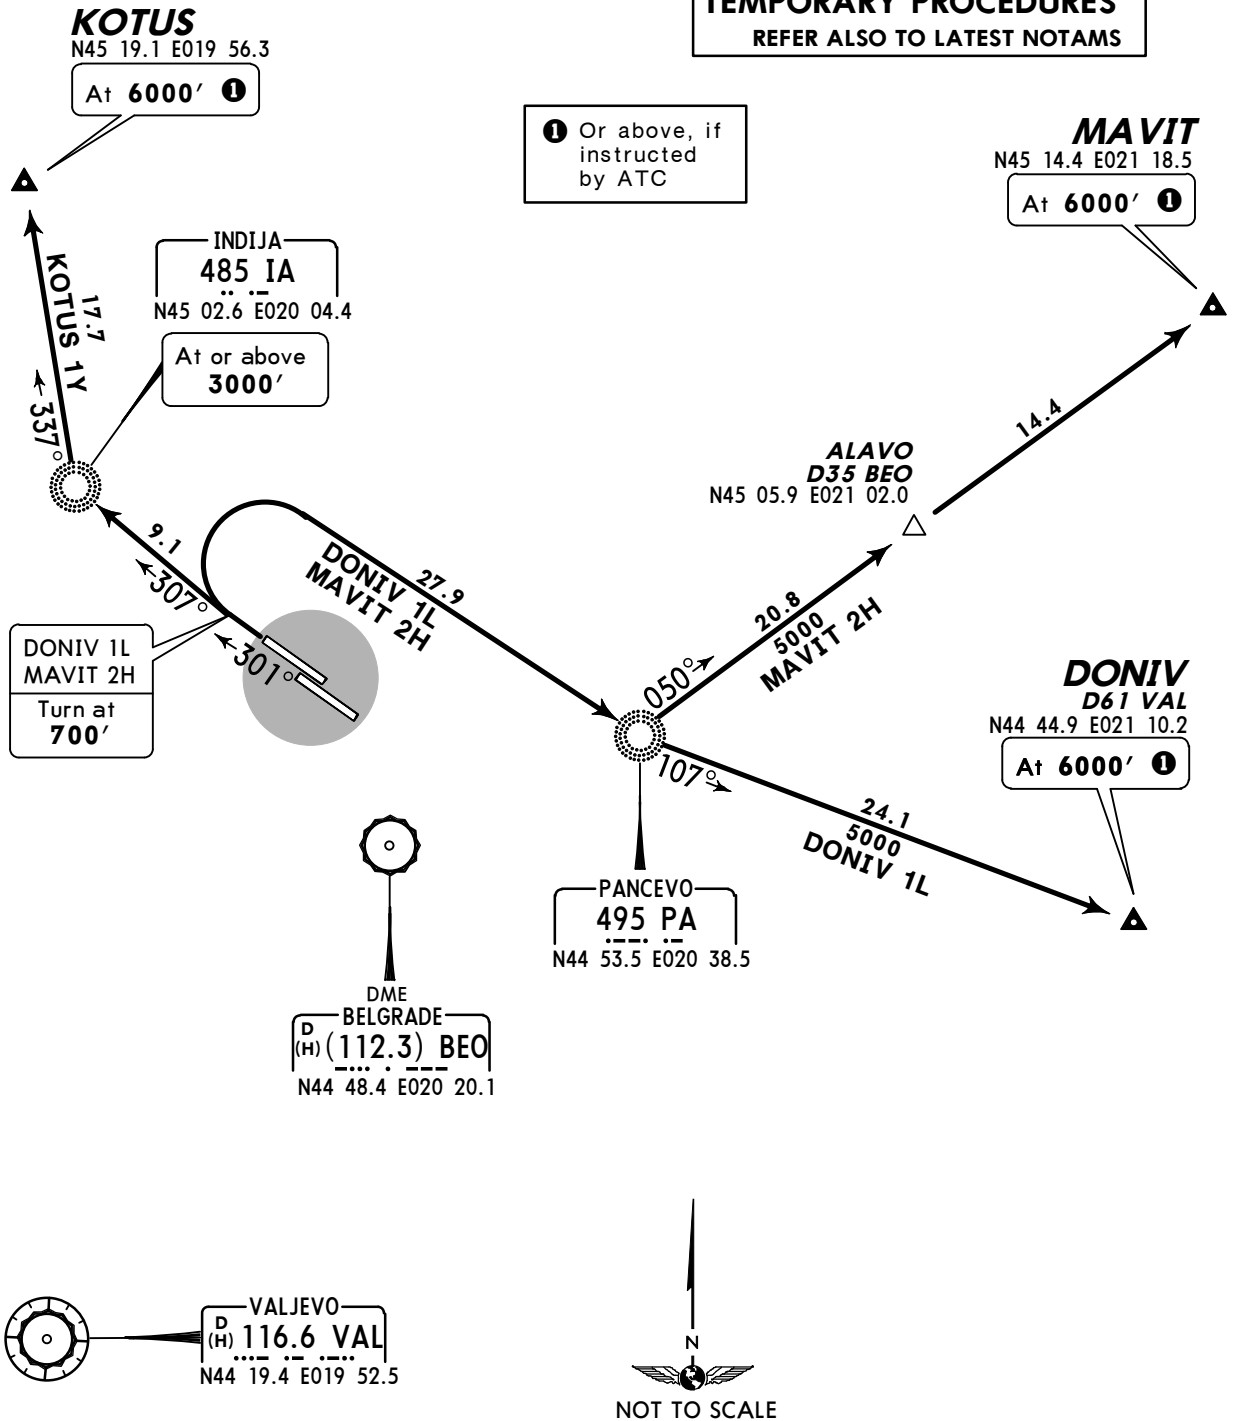 TEMPORARY PROCEDURES
REFER ALSO TO LATEST NOTAMS
KOTUS
N45 19.1 E019 56.3
At 6000' 1
1 Or above, if
instructed
by ATC
MAVIT
N45 14.4 E021 18.5
At 6000' 1
INDIJA
485 IA
N45 02.6 E020 04.4
At or above
3000'
17.7
KOTUS 1Y
337°
9.1
307°
301°
DONIV 1L
MAVIT 2H
Turn at
700'
27.9
DONIV 1L
MAVIT 2H
ALAVO
D35 BEO
N45 05.9 E021 02.0
14.4
20.8
5000
MAVIT 2H
050°
107°
DONIV
D61 VAL
N44 44.9 E021 10.2
At 6000' 1
24.1
5000
DONIV 1L
PANCEVO
495 PA
N44 53.5 E020 38.5
DME
BELGRADE
D
(H) (112.3) BEO
N44 48.4 E020 20.1
VALJEVO
D
(H) 116.6 VAL
N44 19.4 E019 52.5
N
NOT TO SCALE